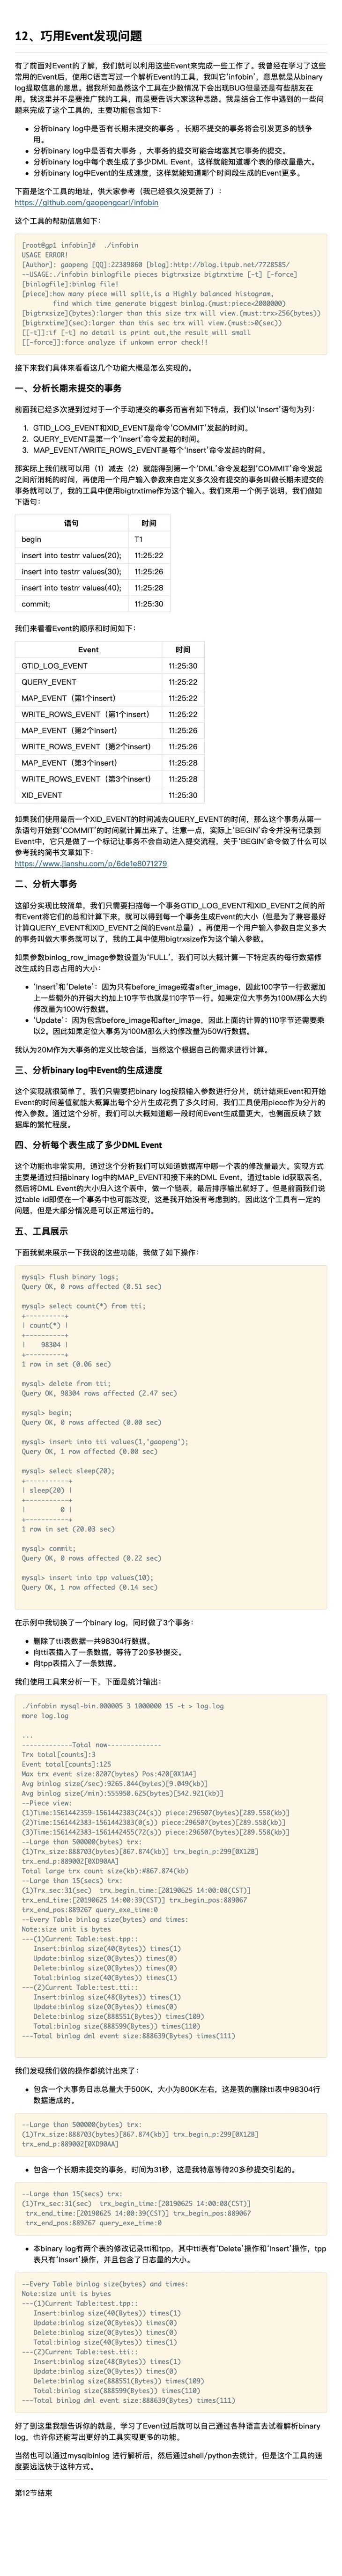 12、巧用Event发现问题
有了前面对Event的了解，我们就可以利用这些Event来完成一些工作了。我曾经在学习了这些
常用的Event后，使用C语言写过一个解析Event的工具，我叫它‘infobin’，意思就是从binary
log提取信息的意思。据我所知虽然这个工具在少数情况下会出现BUG但是还是有些朋友在
用。我这里并不是要推广我的工具，而是要告诉大家这种思路。我是结合工作中遇到的一些问
题来完成了这个工具的，主要功能包含如下：
• 分析binary log中是否有长期未提交的事务 ，长期不提交的事务将会引发更多的锁争
用。
• 分析binary log中是否有大事务 ，大事务的提交可能会堵塞其它事务的提交。
• 分析binary log中每个表生成了多少DML Event，这样就能知道哪个表的修改量最大。
• 分析binary log中Event的生成速度，这样就能知道哪个时间段生成的Event更多。
下面是这个工具的地址，供大家参考（我已经很久没更新了）：
https://github.com/gaopengcarl/infobin
这个工具的帮助信息如下：
[root@gp1 infobin]#  ./infobin
USAGE ERROR!
[Author]: gaopeng [QQ]:22389860 [blog]:http://blog.itpub.net/7728585/
--USAGE:./infobin binlogfile pieces bigtrxsize bigtrxtime [-t] [-force]
[binlogfile]:binlog file!
[piece]:how many piece will split,is a Highly balanced histogram,
        find which time generate biggest binlog.(must:piece<2000000)
[bigtrxsize](bytes):larger than this size trx will view.(must:trx>256(bytes))
[bigtrxtime](sec):larger than this sec trx will view.(must:>0(sec))
[[-t]]:if [-t] no detail is print out,the result will small
[[-force]]:force analyze if unkown error check!!
接下来我们具体来看看这几个功能大概是怎么实现的。
一、分析长期未提交的事务
前面我已经多次提到过对于一个手动提交的事务而言有如下特点，我们以‘Insert’语句为列：
1. GTID_LOG_EVENT和XID_EVENT是命令‘COMMIT’发起的时间。
2. QUERY_EVENT是第一个‘Insert’命令发起的时间。
3. MAP_EVENT/WRITE_ROWS_EVENT是每个‘Insert’命令发起的时间。
那实际上我们就可以用（1）减去（2）就能得到第一个‘DML’命令发起到‘COMMIT’命令发起
之间所消耗的时间，再使用一个用户输入参数来自定义多久没有提交的事务叫做长期未提交的
事务就可以了，我的工具中使用bigtrxtime作为这个输入。我们来用一个例子说明，我们做如
下语句：
语句 时间
begin T1
insert into testrr values(20); 11:25:22
insert into testrr values(30); 11:25:26
insert into testrr values(40); 11:25:28
commit; 11:25:30
我们来看看Event的顺序和时间如下：
Event 时间
GTID_LOG_EVENT 11:25:30
QUERY_EVENT 11:25:22
MAP_EVENT（第1个insert） 11:25:22
WRITE_ROWS_EVENT（第1个insert） 11:25:22
MAP_EVENT（第2个insert） 11:25:26
WRITE_ROWS_EVENT（第2个insert） 11:25:26
MAP_EVENT（第3个insert） 11:25:28
WRITE_ROWS_EVENT（第3个insert） 11:25:28
XID_EVENT 11:25:30
如果我们使用最后一个XID_EVENT的时间减去QUERY_EVENT的时间，那么这个事务从第一
条语句开始到‘COMMIT’的时间就计算出来了。注意一点，实际上‘BEGIN’命令并没有记录到
Event中，它只是做了一个标记让事务不会自动进入提交流程，关于‘BEGIN’命令做了什么可以
参考我的简书文章如下：
https://www.jianshu.com/p/6de1e8071279
二、分析大事务
这部分实现比较简单，我们只需要扫描每一个事务GTID_LOG_EVENT和XID_EVENT之间的所
有Event将它们的总和计算下来，就可以得到每一个事务生成Event的大小（但是为了兼容最好
计算QUERY_EVENT和XID_EVENT之间的Event总量）。再使用一个用户输入参数自定义多大
的事务叫做大事务就可以了，我的工具中使用bigtrxsize作为这个输入参数。
如果参数binlog_row_image参数设置为‘FULL’，我们可以大概计算一下特定表的每行数据修
改生成的日志占用的大小：
• ‘Insert’和‘Delete’：因为只有before_image或者after_image，因此100字节一行数据加
上一些额外的开销大约加上10字节也就是110字节一行。如果定位大事务为100M那么大约
修改量为100W行数据。
• ‘Update’：因为包含before_image和after_image，因此上面的计算的110字节还需要乘
以2。因此如果定位大事务为100M那么大约修改量为50W行数据。
我认为20M作为大事务的定义比较合适，当然这个根据自己的需求进行计算。
三、分析binary log中Event的生成速度
这个实现就很简单了，我们只需要把binary log按照输入参数进行分片，统计结束Event和开始
Event的时间差值就能大概算出每个分片生成花费了多久时间，我们工具使用piece作为分片的
传入参数。通过这个分析，我们可以大概知道哪一段时间Event生成量更大，也侧面反映了数
据库的繁忙程度。
四、分析每个表生成了多少DML Event
这个功能也非常实用，通过这个分析我们可以知道数据库中哪一个表的修改量最大。实现方式
主要是通过扫描binary log中的MAP_EVENT和接下来的DML Event，通过table id获取表名，
然后将DML Event的大小归入这个表中，做一个链表，最后排序输出就好了。但是前面我们说
过table id即便在一个事务中也可能改变，这是我开始没有考虑到的，因此这个工具有一定的
问题，但是大部分情况是可以正常运行的。
五、工具展示
下面我就来展示一下我说的这些功能，我做了如下操作：
mysql> flush binary logs;
Query OK, 0 rows affected (0.51 sec)
mysql> select count(*) from tti;
+----------+
| count(*) |
+----------+
|    98304 |
+----------+
1 row in set (0.06 sec)
mysql> delete from tti;
Query OK, 98304 rows affected (2.47 sec)
mysql> begin;
Query OK, 0 rows affected (0.00 sec)
mysql> insert into tti values(1,'gaopeng');
Query OK, 1 row affected (0.00 sec)
mysql> select sleep(20);
+-----------+
| sleep(20) |
+-----------+
|         0 |
+-----------+
1 row in set (20.03 sec)
mysql> commit;
Query OK, 0 rows affected (0.22 sec)
mysql> insert into tpp values(10);
Query OK, 1 row affected (0.14 sec)
在示例中我切换了一个binary log，同时做了3个事务：
• 删除了tti表数据一共98304行数据。
• 向tti表插入了一条数据，等待了20多秒提交。
• 向tpp表插入了一条数据。
我们使用工具来分析一下，下面是统计输出：
./infobin mysql-bin.000005 3 1000000 15 -t > log.log
more log.log
...
-------------Total now--------------
Trx total[counts]:3
Event total[counts]:125
Max trx event size:8207(bytes) Pos:420[0X1A4]
Avg binlog size(/sec):9265.844(bytes)[9.049(kb)]
Avg binlog size(/min):555950.625(bytes)[542.921(kb)]
--Piece view:
(1)Time:1561442359-1561442383(24(s)) piece:296507(bytes)[289.558(kb)]
(2)Time:1561442383-1561442383(0(s)) piece:296507(bytes)[289.558(kb)]
(3)Time:1561442383-1561442455(72(s)) piece:296507(bytes)[289.558(kb)]
--Large than 500000(bytes) trx:
(1)Trx_size:888703(bytes)[867.874(kb)] trx_begin_p:299[0X12B]
trx_end_p:889002[0XD90AA]
Total large trx count size(kb):#867.874(kb)
--Large than 15(secs) trx:
(1)Trx_sec:31(sec)  trx_begin_time:[20190625 14:00:08(CST)]
trx_end_time:[20190625 14:00:39(CST)] trx_begin_pos:889067
trx_end_pos:889267 query_exe_time:0
--Every Table binlog size(bytes) and times:
Note:size unit is bytes
---(1)Current Table:test.tpp::
   Insert:binlog size(40(Bytes)) times(1)
   Update:binlog size(0(Bytes)) times(0)
   Delete:binlog size(0(Bytes)) times(0)
   Total:binlog size(40(Bytes)) times(1)
---(2)Current Table:test.tti::
   Insert:binlog size(48(Bytes)) times(1)
   Update:binlog size(0(Bytes)) times(0)
   Delete:binlog size(888551(Bytes)) times(109)
   Total:binlog size(888599(Bytes)) times(110)
---Total binlog dml event size:888639(Bytes) times(111)
我们发现我们做的操作都统计出来了：
• 包含一个大事务日志总量大于500K，大小为800K左右，这是我的删除tti表中98304行
数据造成的。
--Large than 500000(bytes) trx:
(1)Trx_size:888703(bytes)[867.874(kb)] trx_begin_p:299[0X12B]
trx_end_p:889002[0XD90AA]
• 包含一个长期未提交的事务，时间为31秒，这是我特意等待20多秒提交引起的。
--Large than 15(secs) trx:
(1)Trx_sec:31(sec)  trx_begin_time:[20190625 14:00:08(CST)]
 trx_end_time:[20190625 14:00:39(CST)] trx_begin_pos:889067
 trx_end_pos:889267 query_exe_time:0
• 本binary log有两个表的修改记录tti和tpp，其中tti表有‘Delete’操作和‘Insert’操作，tpp
表只有‘Insert’操作，并且包含了日志量的大小。
--Every Table binlog size(bytes) and times:
Note:size unit is bytes
---(1)Current Table:test.tpp::
   Insert:binlog size(40(Bytes)) times(1)
   Update:binlog size(0(Bytes)) times(0)
   Delete:binlog size(0(Bytes)) times(0)
   Total:binlog size(40(Bytes)) times(1)
---(2)Current Table:test.tti::
   Insert:binlog size(48(Bytes)) times(1)
   Update:binlog size(0(Bytes)) times(0)
   Delete:binlog size(888551(Bytes)) times(109)
   Total:binlog size(888599(Bytes)) times(110)
---Total binlog dml event size:888639(Bytes) times(111)
好了到这里我想告诉你的就是，学习了Event过后就可以自己通过各种语言去试着解析binary
log，也许你还能写出更好的工具实现更多的功能。
当然也可以通过mysqlbinlog 进行解析后，然后通过shell/python去统计，但是这个工具的速
度要远远快于这种方式。
第12节结束